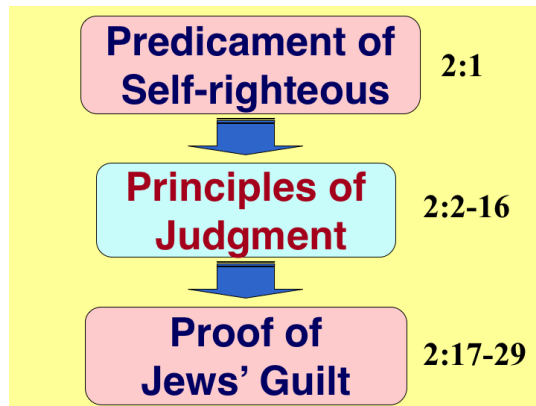 Predicament of
Self-righteous
2:1
Principles of
Judgment
2:2-16
Proof of
Jews' Guilt
2:17-29